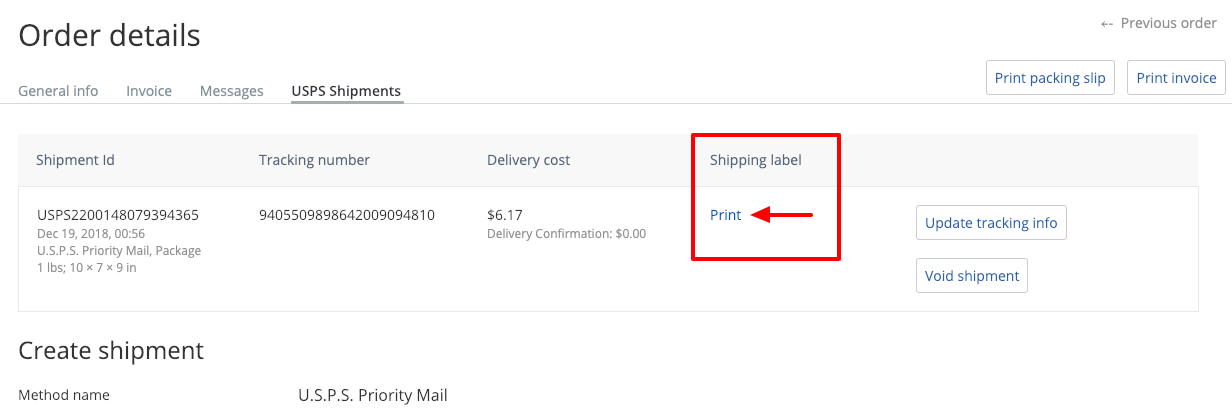 Order details
⇠ Previous order
Print packing slip
Print invoice
General info Invoice Messages USPS Shipments
Shipment Id Tracking number Delivery cost Shipping label
USPS2200148079394365 9405509898642009094810 $6.17 Print
Dec 19, 2018, 00:56 Delivery Confirmation: $0.00
U.S.P.S. Priority Mail, Package
1 lbs; 10 × 7 × 9 in
Update tracking info
Void shipment
Create shipment
Method name U.S.P.S. Priority Mail